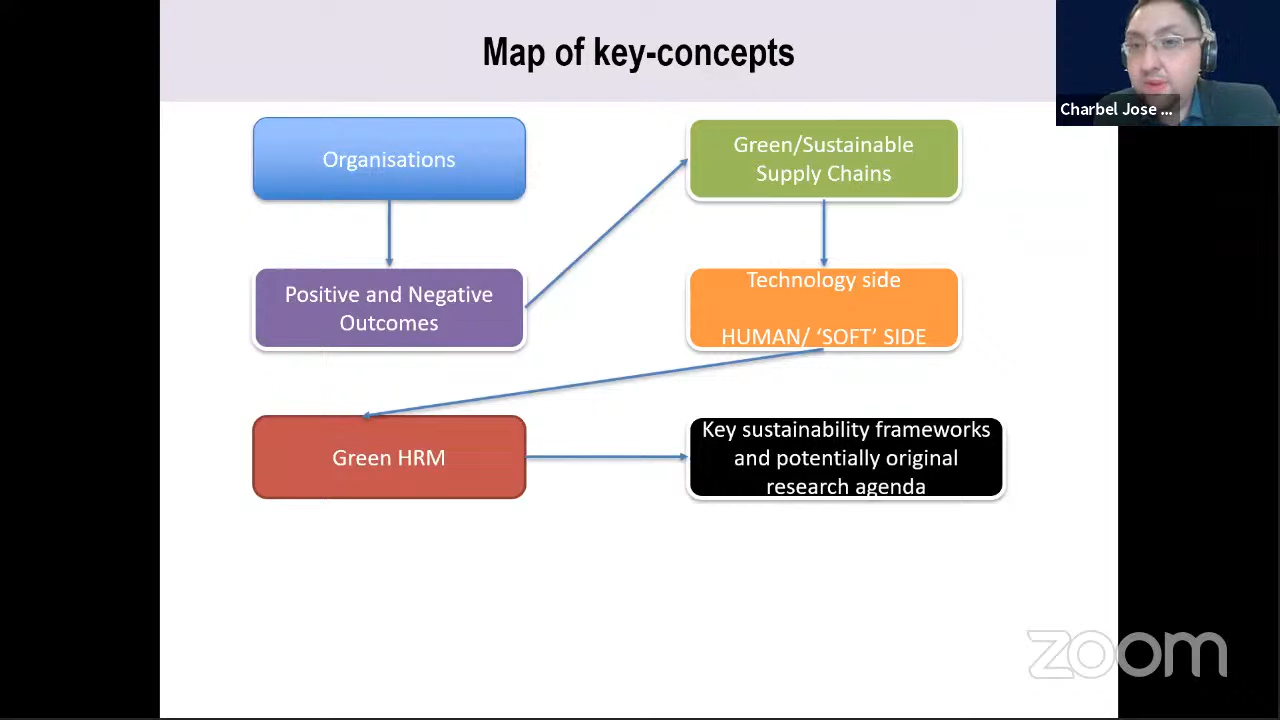 Map of key-concepts
Charbel Jose ...
Organisations
Green/Sustainable
Supply Chains
Positive and Negative
Outcomes
Technology side
HUMAN/ ‘SOFT’ SIDE
Green HRM
Key sustainability frameworks
and potentially original
research agenda
zoom